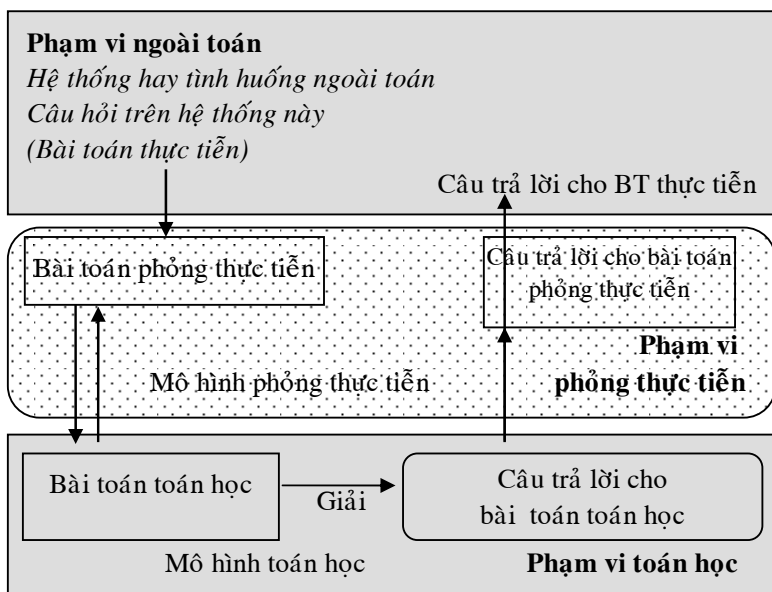 Phạm vi ngoài toán
Hệ thống hay tình huống ngoài toán
Câu hỏi trên hệ thống này
(Bài toán thực tiễn)
Câu trả lời cho BT thực tiễn
Bài toán phỏng thực tiễn
Câu trả lời cho bài toán
phỏng thực tiễn
Phạm vi
phỏng thực tiễn
Mô hình phỏng thực tiễn
Bài toán toán học
Giải
Câu trả lời cho
bài toán toán học
Mô hình toán học
Phạm vi toán học